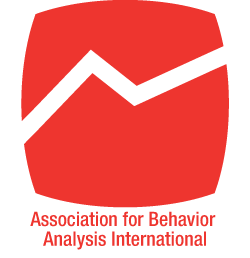 Association for Behavior
Analysis International